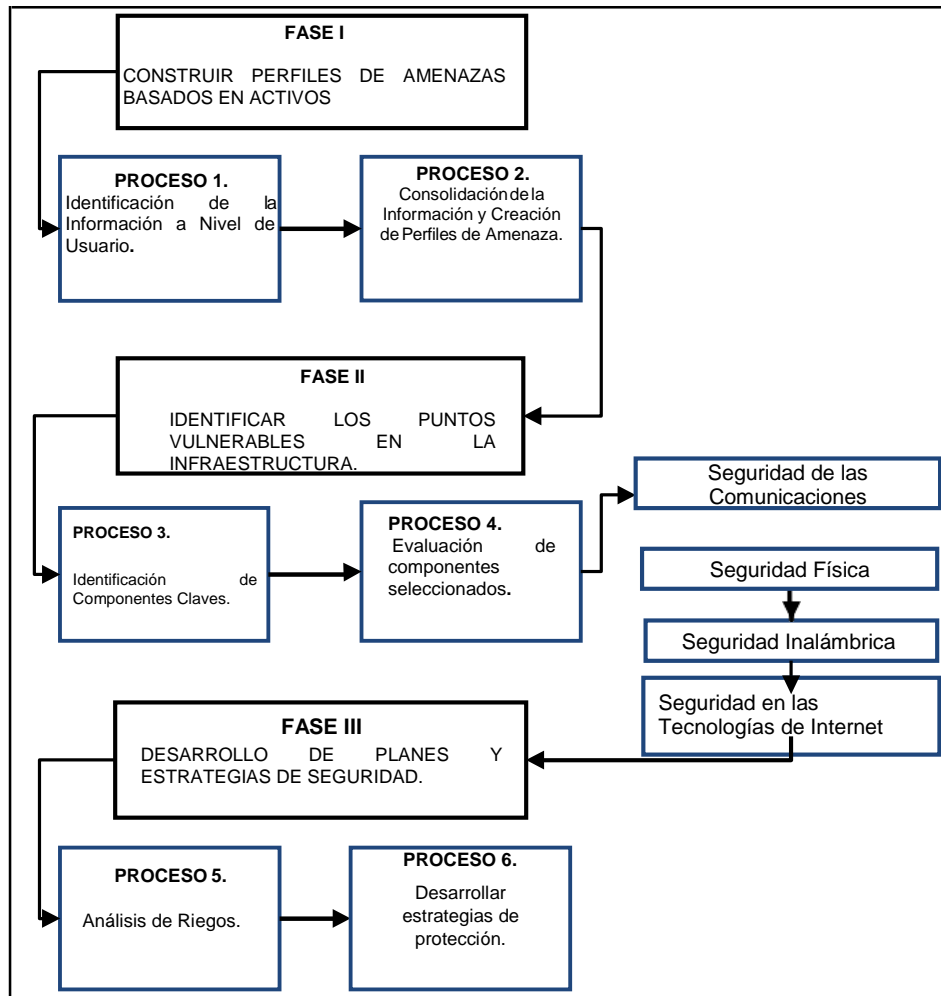 FASE I
CONSTRUIR PERFILES DE AMENAZAS
BASADOS EN ACTIVOS
PROCESO 1.
Identificación de la
Información a Nivel de
Usuario.
PROCESO 2.
Consolidación de la
Información y Creación
de Perfiles de Amenaza.
FASE II
IDENTIFICAR LOS PUNTOS
VULNERABLES EN LA
INFRAESTRUCTURA.
PROCESO 3.
Identificación de
Componentes Claves.
PROCESO 4.
Evaluación de
componentes
seleccionados.
Seguridad de las
Comunicaciones
Seguridad Física
Seguridad Inalámbrica
Seguridad en las
Tecnologías de Internet
FASE III
DESARROLLO DE PLANES Y
ESTRATEGIAS DE SEGURIDAD.
PROCESO 5.
Análisis de Riegos.
PROCESO 6.
Desarrollar
estrategias de
protección.